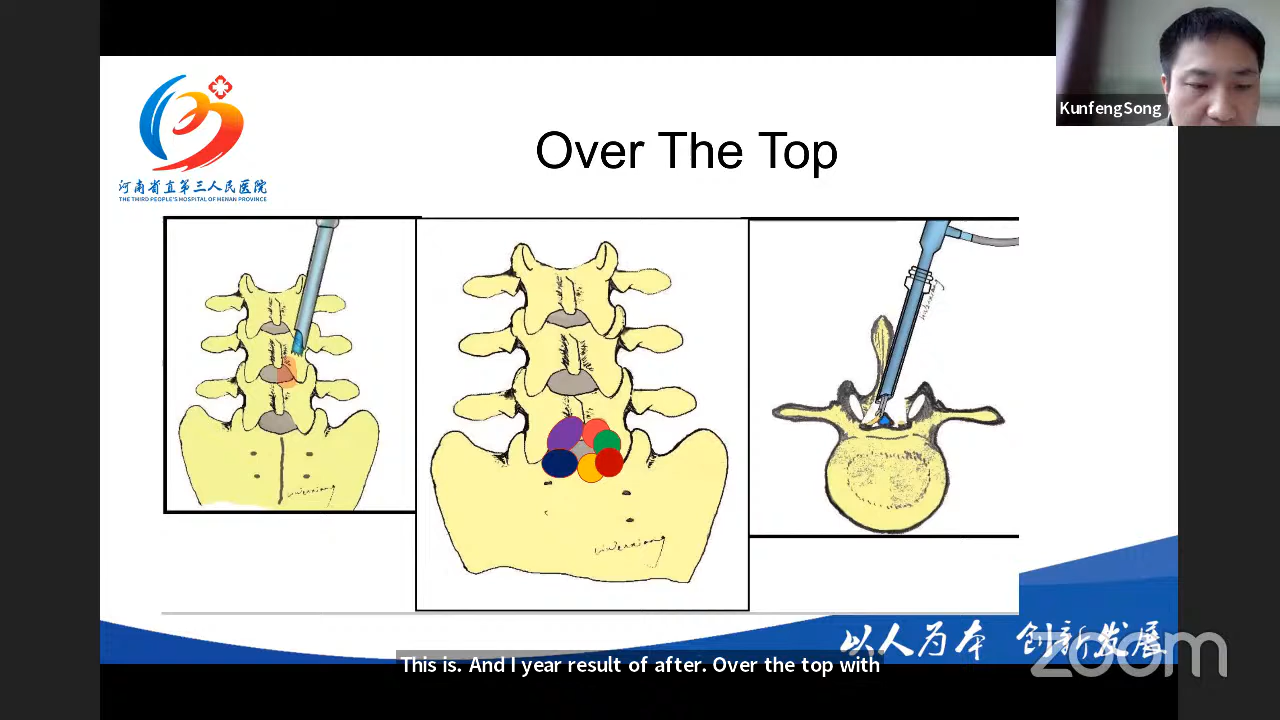 KunfengSong
河南省直第三人民医院
THE THIRD PEOPLE'S HOSPITAL OF HENAN PROVINCE
Over The Top
以人为本 创新发展
zoom
This is. And I year result of after. Over the top with